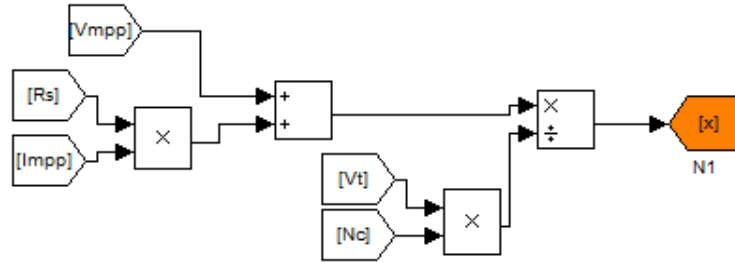 [Vmpp]
[Rs]
[Impp]
×
+
+
[Vt]
[Nc]
×
×
÷
[x]
N1